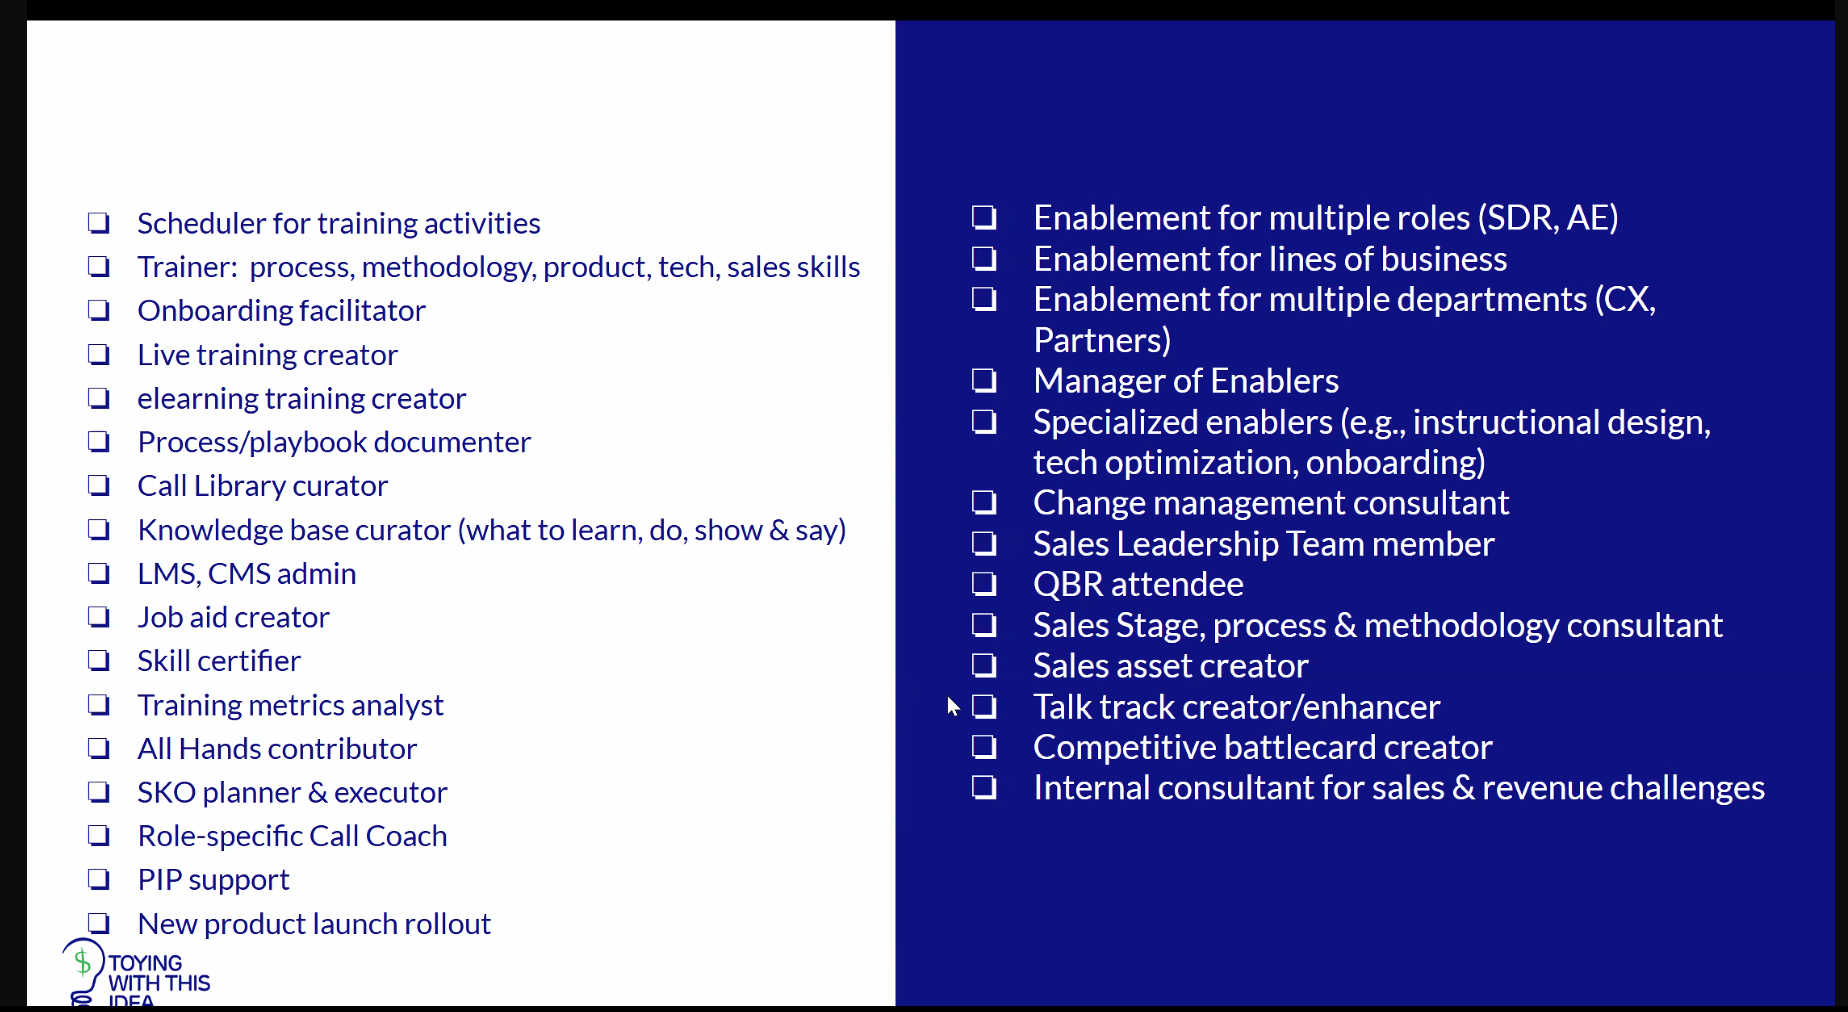 Scheduler for training activities
Trainer:  process, methodology, product, tech, sales skills
Onboarding facilitator
Live training creator
elearning training creator
Process/playbook documenter
Call Library curator
Knowledge base curator (what to learn, do, show & say)
LMS, CMS admin
Job aid creator
Skill certifier
Training metrics analyst
All Hands contributor
SKO planner & executor
Role-specific Call Coach
PIP support
New product launch rollout
$
TOYING
WITH THIS
IDEA
Enablement for multiple roles (SDR, AE)
Enablement for lines of business
Enablement for multiple departments (CX,
Partners)
Manager of Enablers
Specialized enablers (e.g., instructional design,
tech optimization, onboarding)
Change management consultant
Sales Leadership Team member
QBR attendee
Sales Stage, process & methodology consultant
Sales asset creator
Talk track creator/enhancer
Competitive battlecard creator
Internal consultant for sales & revenue challenges